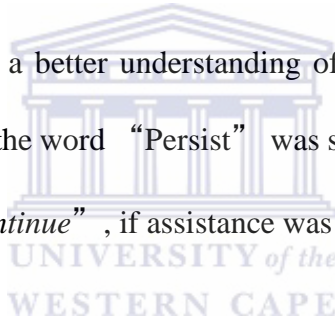 a better understanding of
the word “Persist” was s
ntinue”, if assistance was
UNIVERSITY of the
WESTERN CAPE